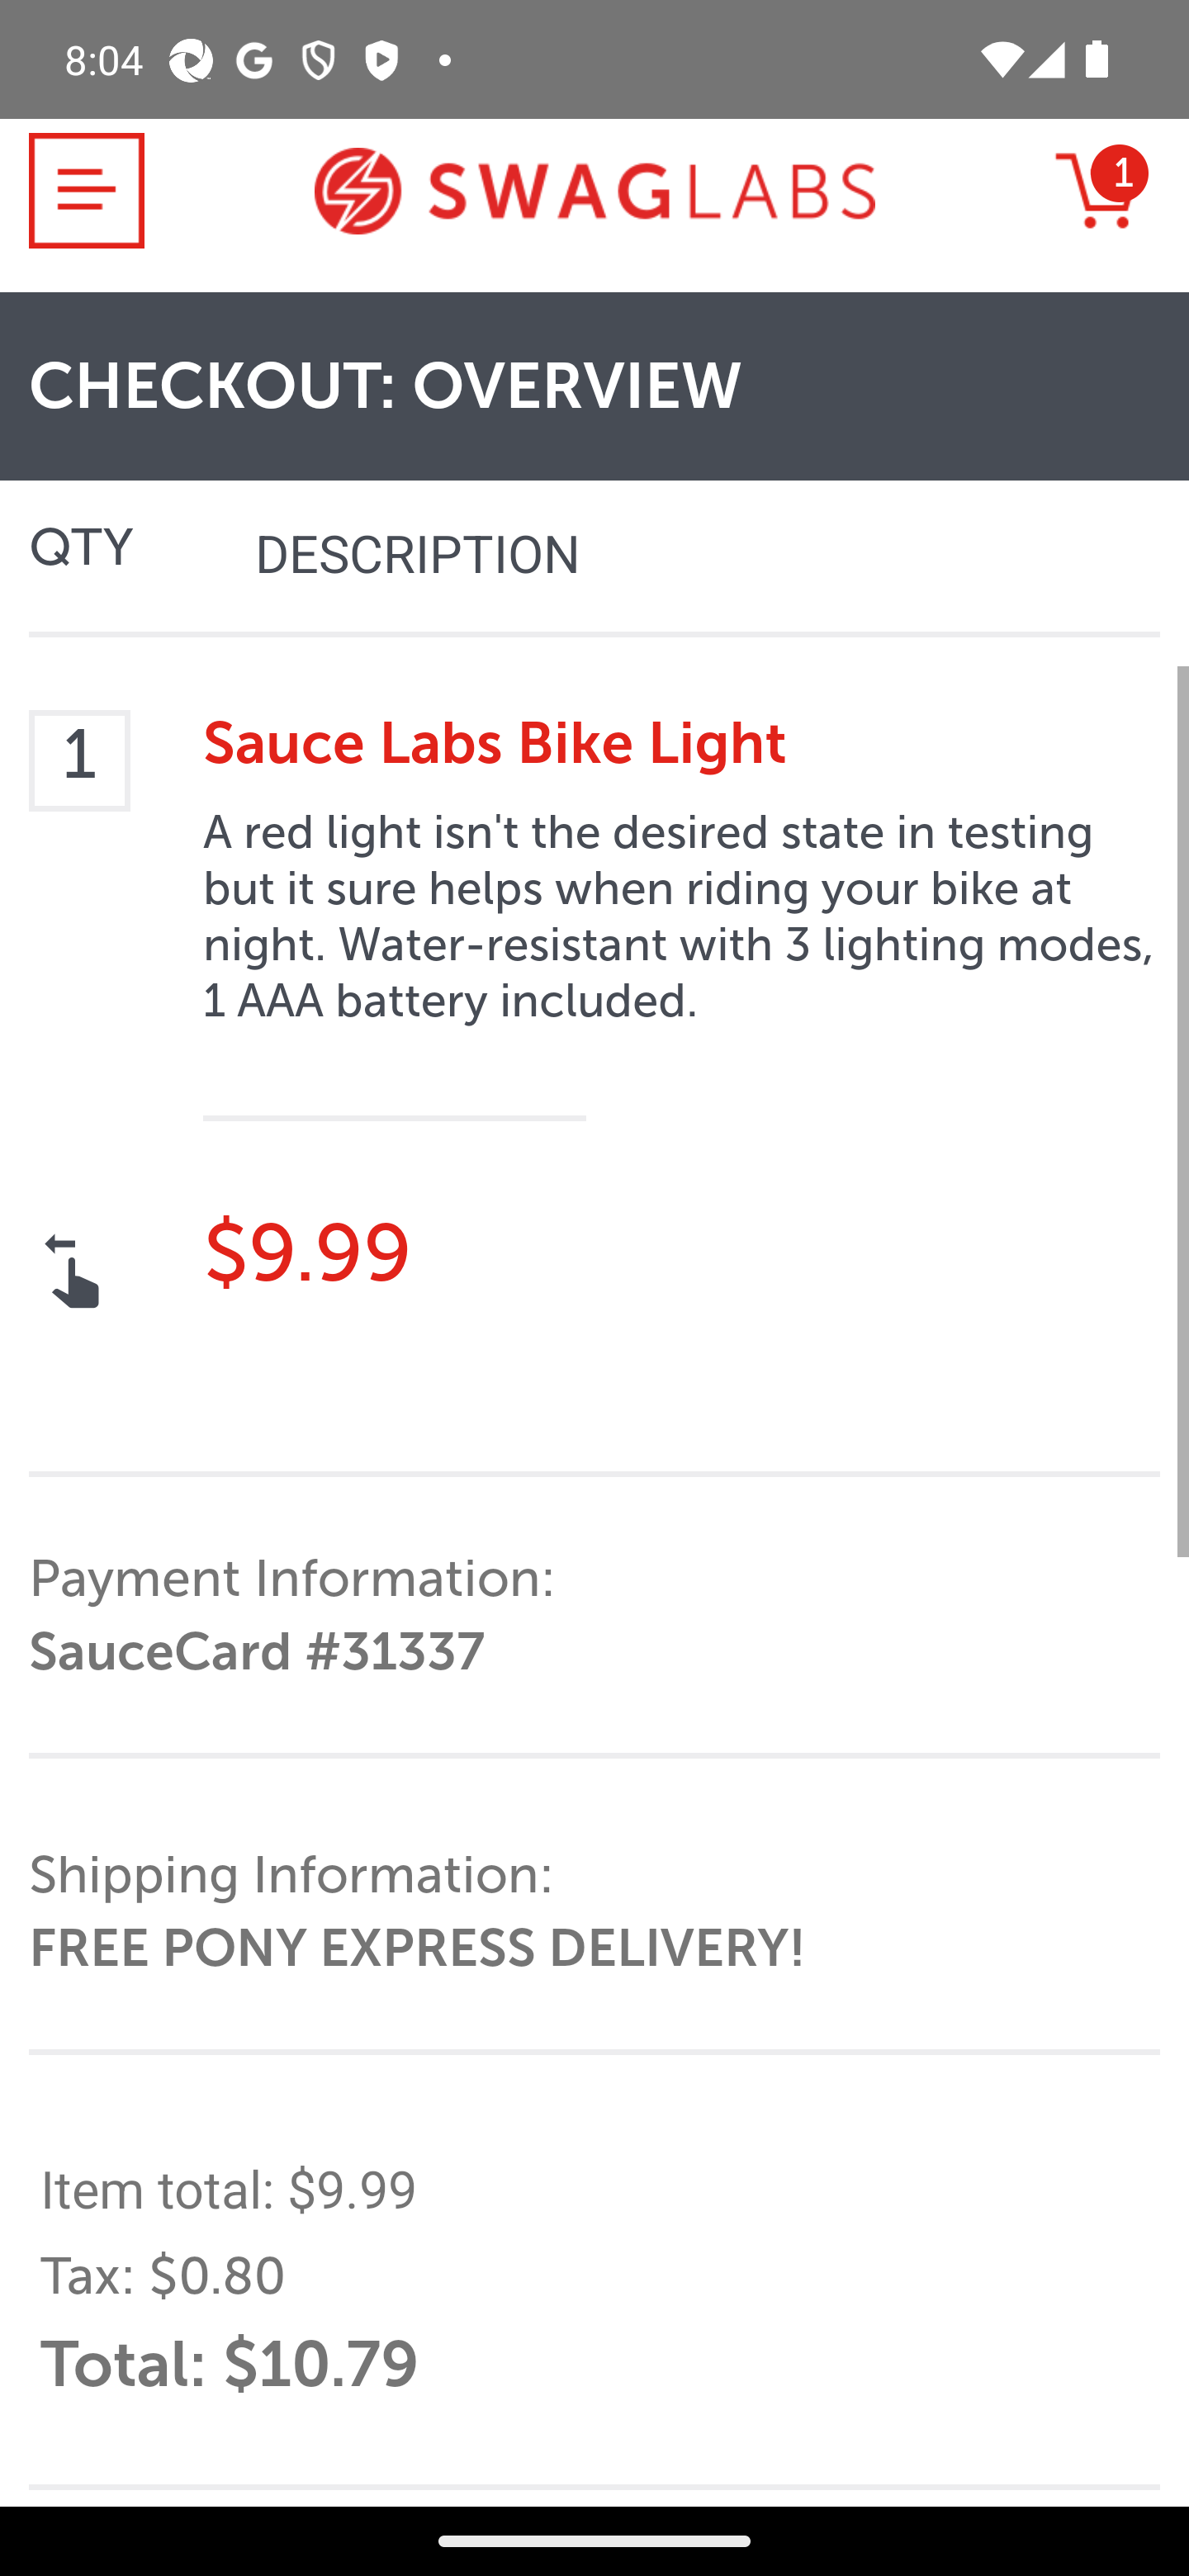 8:04
SWAGLABS
1
CHECKOUT: OVERVIEW
QTY DESCRIPTION
1
Sauce Labs Bike Light
A red light isn't the desired state in testing
but it sure helps when riding your bike at
night. Water-resistant with 3 lighting modes,
1 AAA battery included.
$9.99
Payment Information:
SauceCard #31337
Shipping Information:
FREE PONY EXPRESS DELIVERY!
Item total: $9.99
Tax: $0.80
Total: $10.79